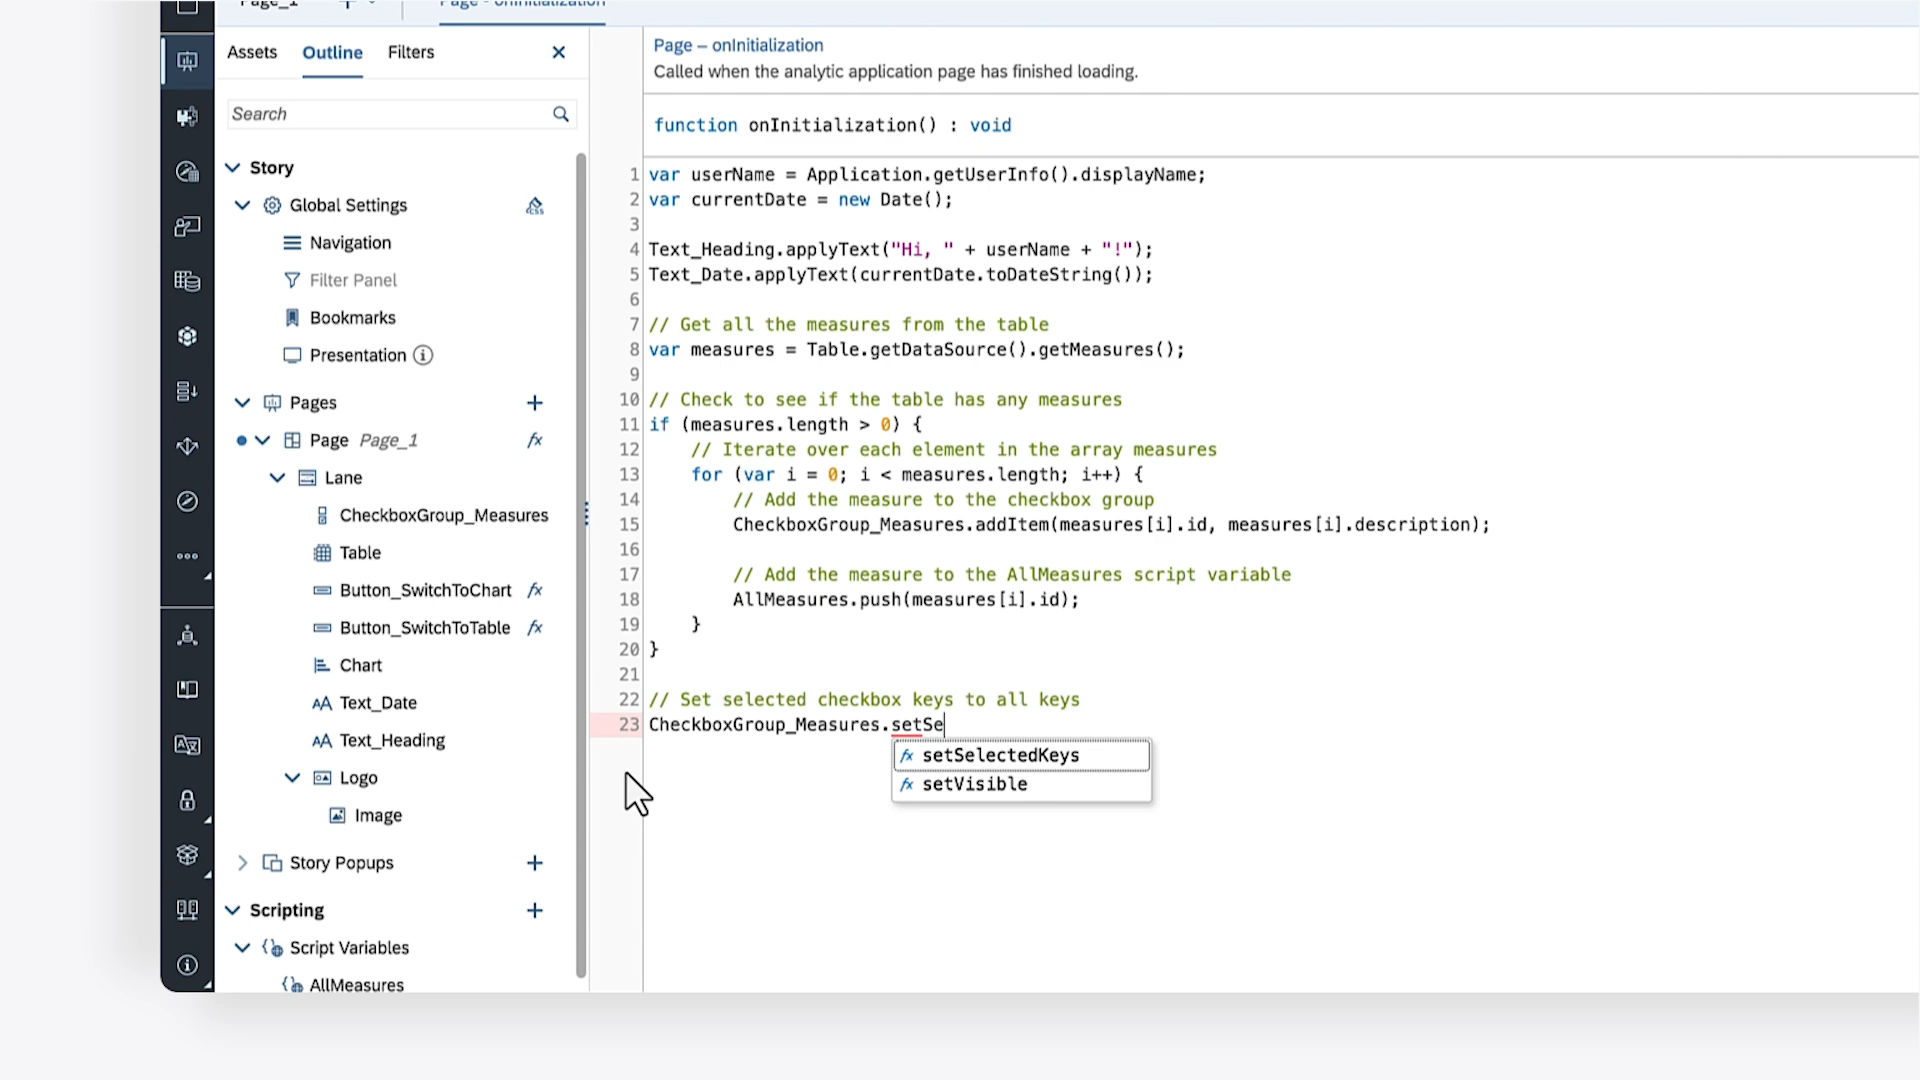 Page_1
Page - onInitialization
Assets
Outline
Filters
Search
Story
Global Settings
CSS
Navigation
Filter Panel
Bookmarks
Presentation
Pages
Page Page_1
Lane
CheckboxGroup_Measures
Table
Button_SwitchToChart
Button_SwitchToTable
Chart
Text_Date
Text_Heading
Logo
Image
Story Popups
Scripting
Script Variables
AllMeasures
Page – onInitialization
Called when the analytic application page has finished loading.
function onInitialization() : void
1 var userName = Application.getUserInfo().displayName;
2 var currentDate = new Date();
3
4 Text_Heading.applyText("Hi, " + userName + "!");
5 Text_Date.applyText(currentDate.toDateString());
6
7 // Get all the measures from the table
8 var measures = Table.getDataSource().getMeasures();
9
10 // Check to see if the table has any measures
11 if (measures.length > 0) {
12 // Iterate over each element in the array measures
13 for (var i = 0; i < measures.length; i++) {
14 // Add the measure to the checkbox group
15 CheckboxGroup_Measures.addItem(measures[i].id, measures[i].description);
16
17 // Add the measure to the AllMeasures script variable
18 AllMeasures.push(measures[i].id);
19 }
20 }
21
22 // Set selected checkbox keys to all keys
23 CheckboxGroup_Measures.setSe
fx setSelectedKeys
fx setVisible